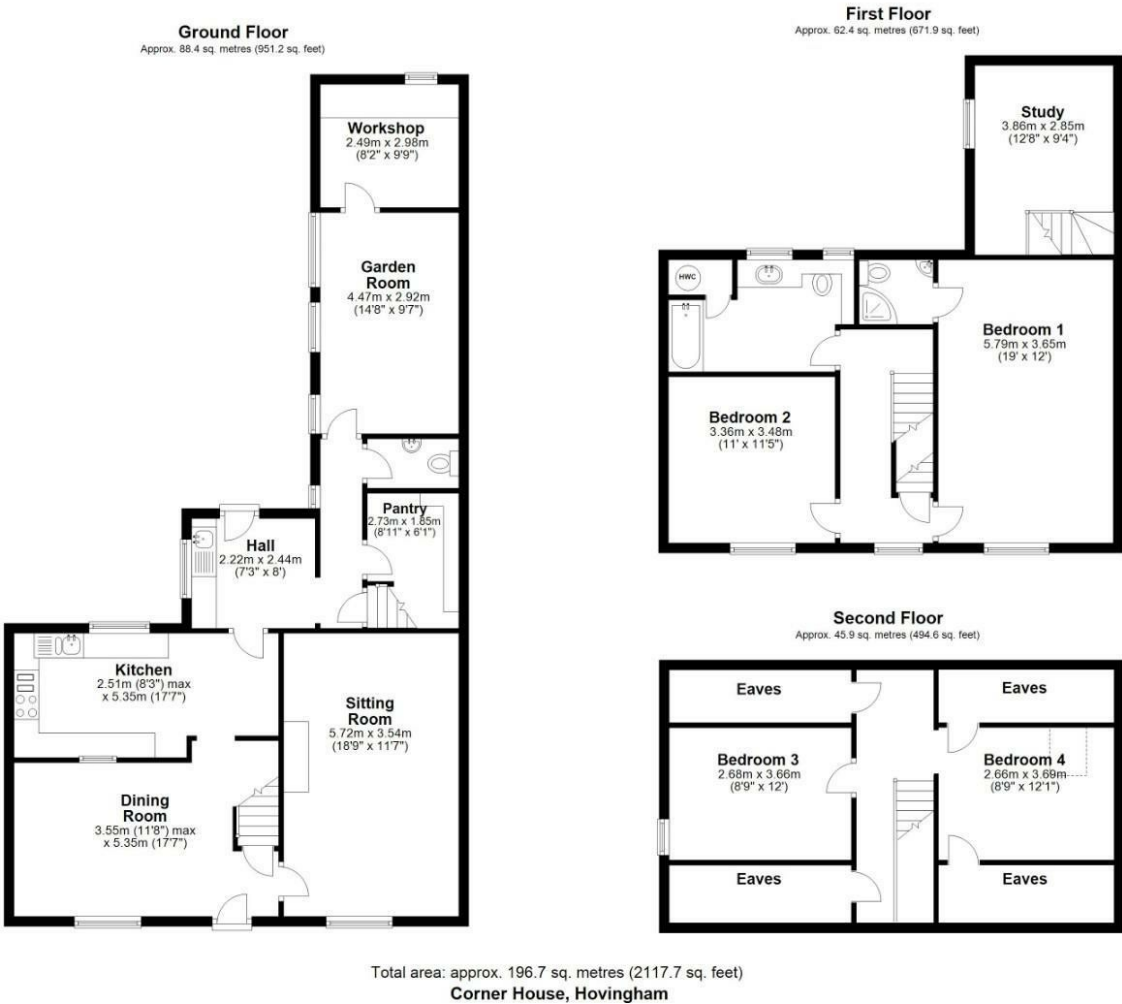 Ground Floor
Approx. 88.4 sq. metres (951.2 sq. feet)
Workshop
2.49m x 2.98m
(8'2" x 9'9")
Garden
Room
4.47m x 2.92m
(14'8" x 9'7")
Pantry
2.73m x 1.85m
(8'11" x 6'1")
Hall
2.22m x 2.44m
(7'3" x 8')
Kitchen
2.51m (8'3") max
x 5.35m (17'7")
Sitting
Room
5.72m x 3.54m
(18'9" x 11'7")
Dining
Room
3.55m (11'8") max
x 5.35m (17'7")
First Floor
Approx. 62.4 sq. metres (671.9 sq. feet)
Study
3.86m x 2.85m
(12'8" x 9'4")
HWC
Bedroom 1
5.79m x 3.65m
(19' x 12')
Bedroom 2
3.36m x 3.48m
(11' x 11'5")
Second Floor
Approx. 45.9 sq. metres (494.6 sq. feet)
Eaves
Eaves
Bedroom 3
2.68m x 3.66m
(8'9" x 12')
Bedroom 4
2.66m x 3.69m
(8'9" x 12'1")
Eaves
Eaves
Total area: approx. 196.7 sq. metres (2117.7 sq. feet)
Corner House, Hovingham